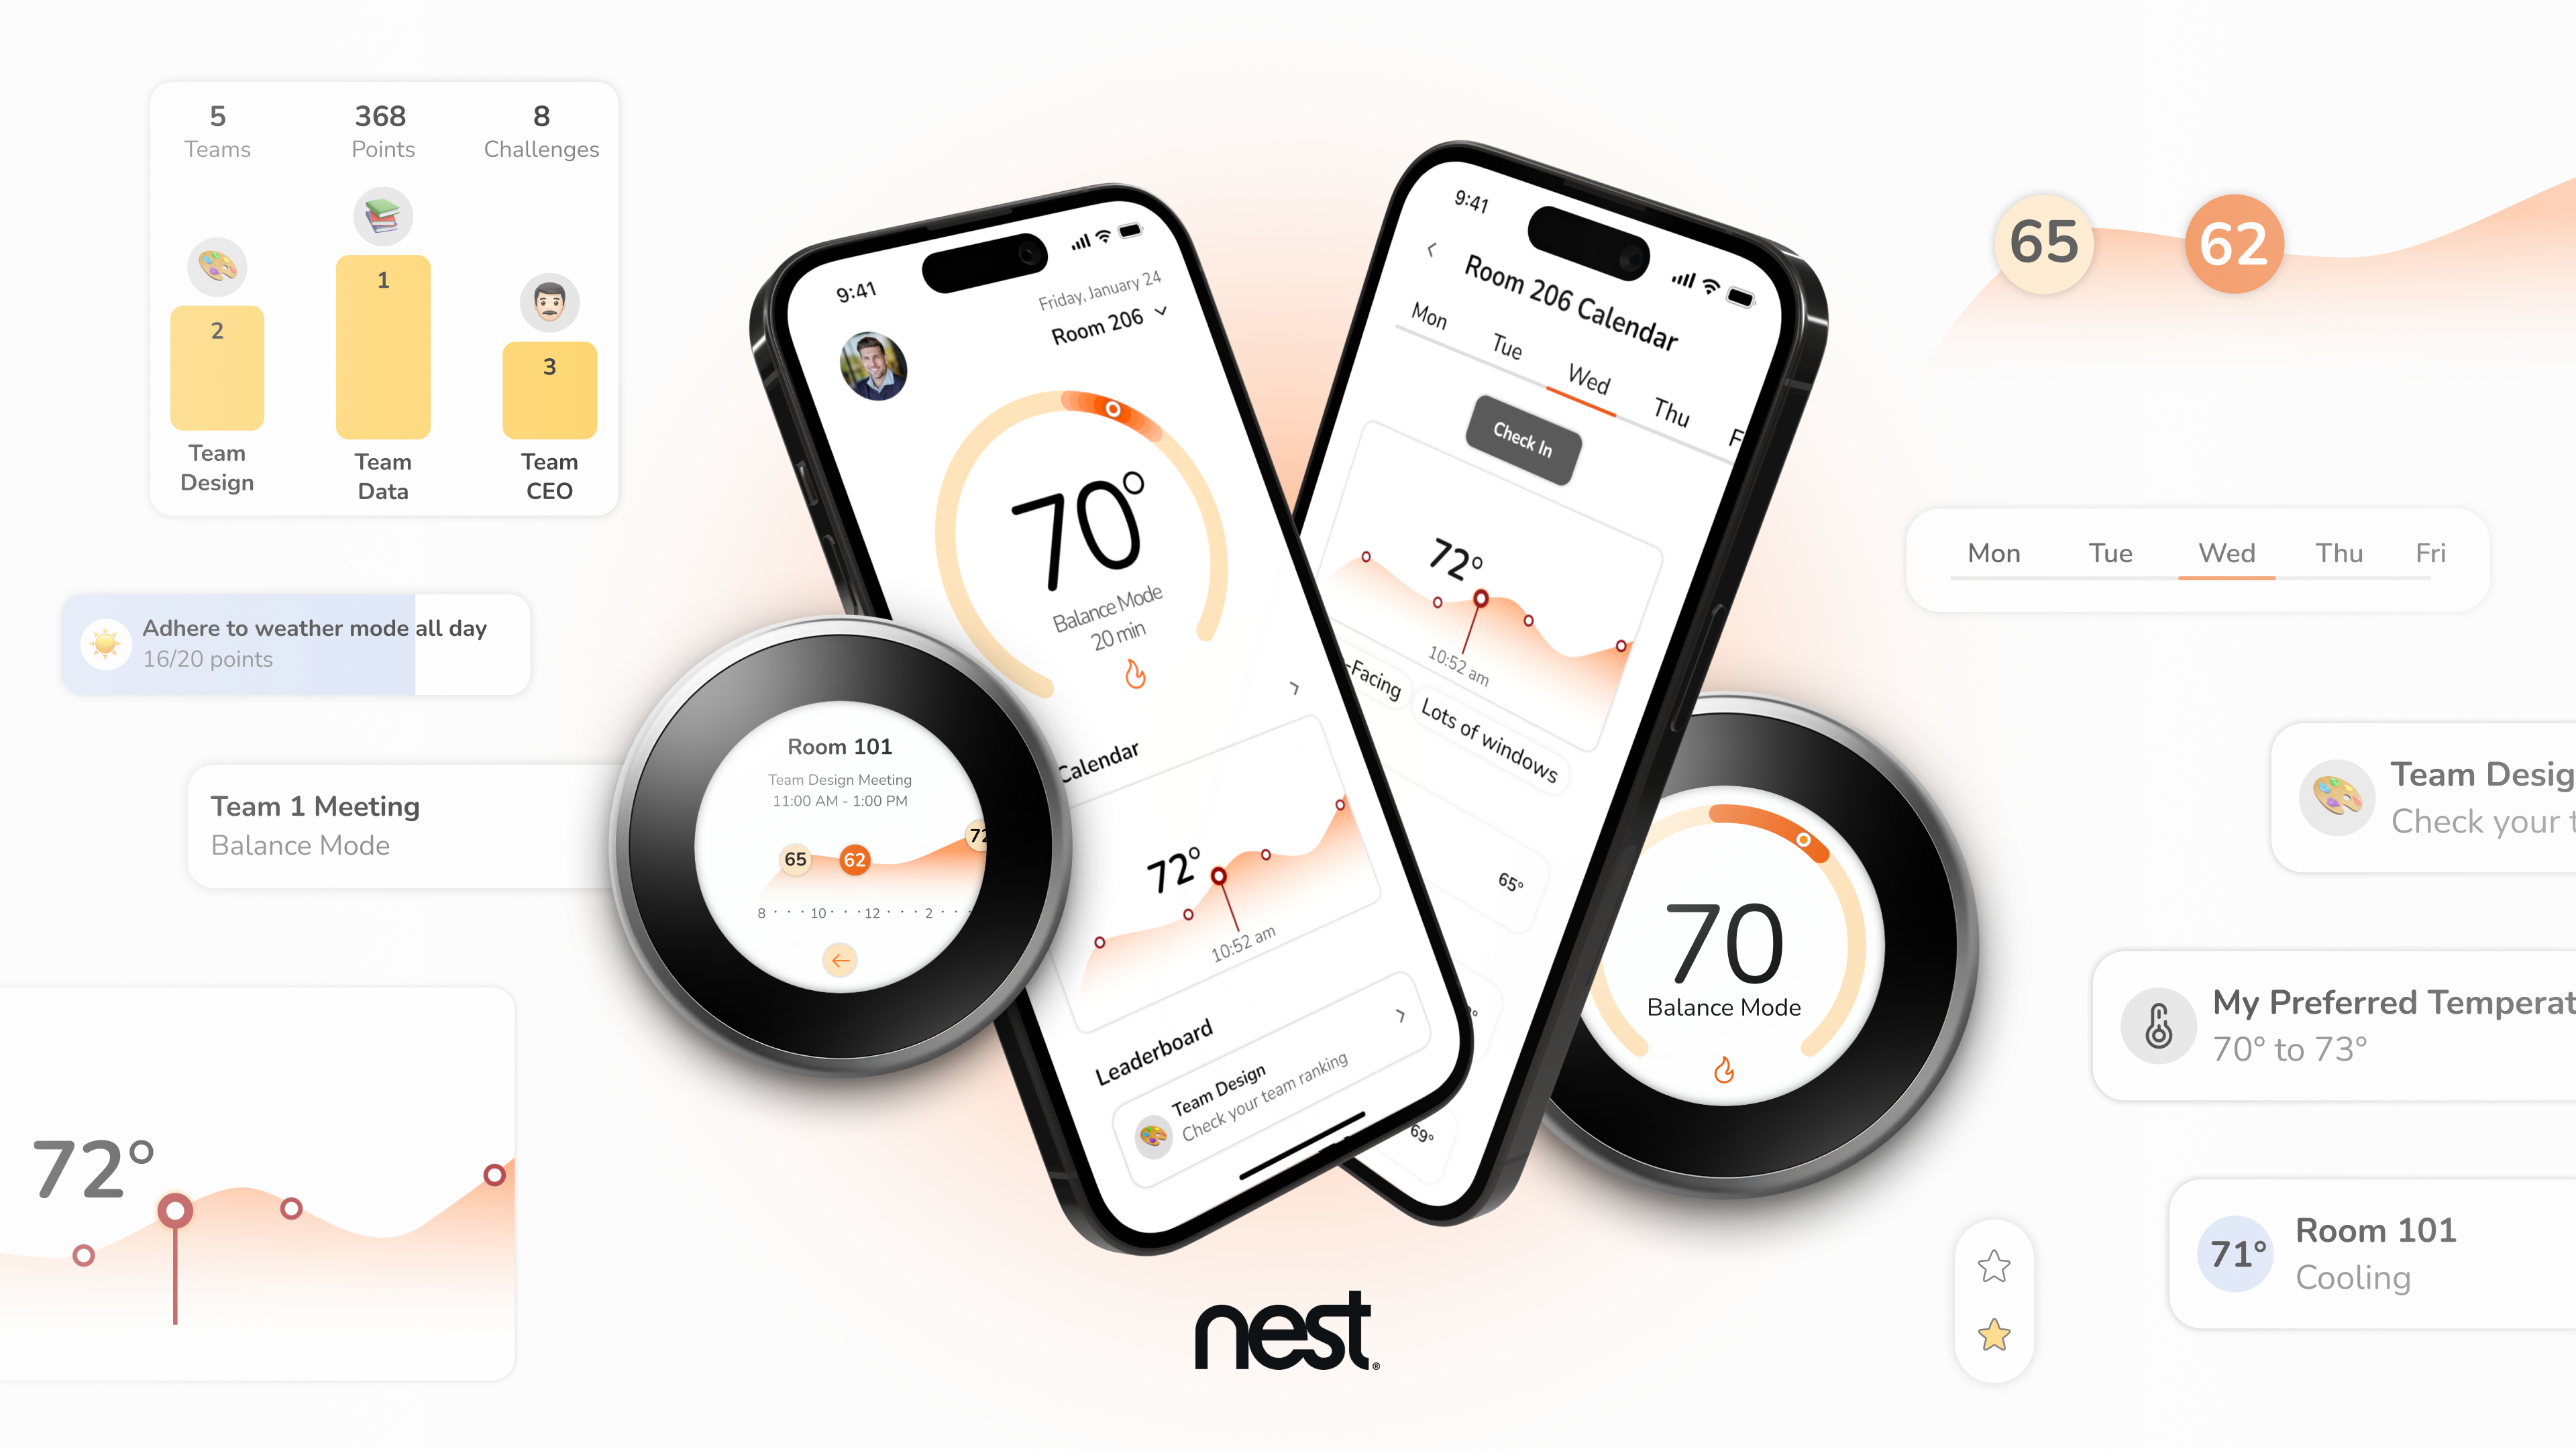 5
Teams
368
Points
8
Challenges
2
1
3
Team
Design
Team
Data
Team
CEO
Adhere to weather mode all day
16/20 points
Team 1 Meeting
Balance Mode
72°
Room 101
Team Design Meeting
11:00 AM - 1:00 PM
65
62
72
8 · · · 10 · · · 12 · · · 2 · · ·
9:41
Friday, January 24
Room 206
70°
Balance Mode
20 min
Calendar
72°
10:52 am
Leaderboard
Team Design
Check your team ranking
9:41
Room 206 Calendar
Mon
Tue
Wed
Thu
F
Check In
72°
10:52 am
-Facing
Lots of windows
65°
69°
70
Balance Mode
65
62
Mon
Tue
Wed
Thu
Fri
Team Desig
Check your t
My Preferred Temperat
70° to 73°
71°
Room 101
Cooling
nest®